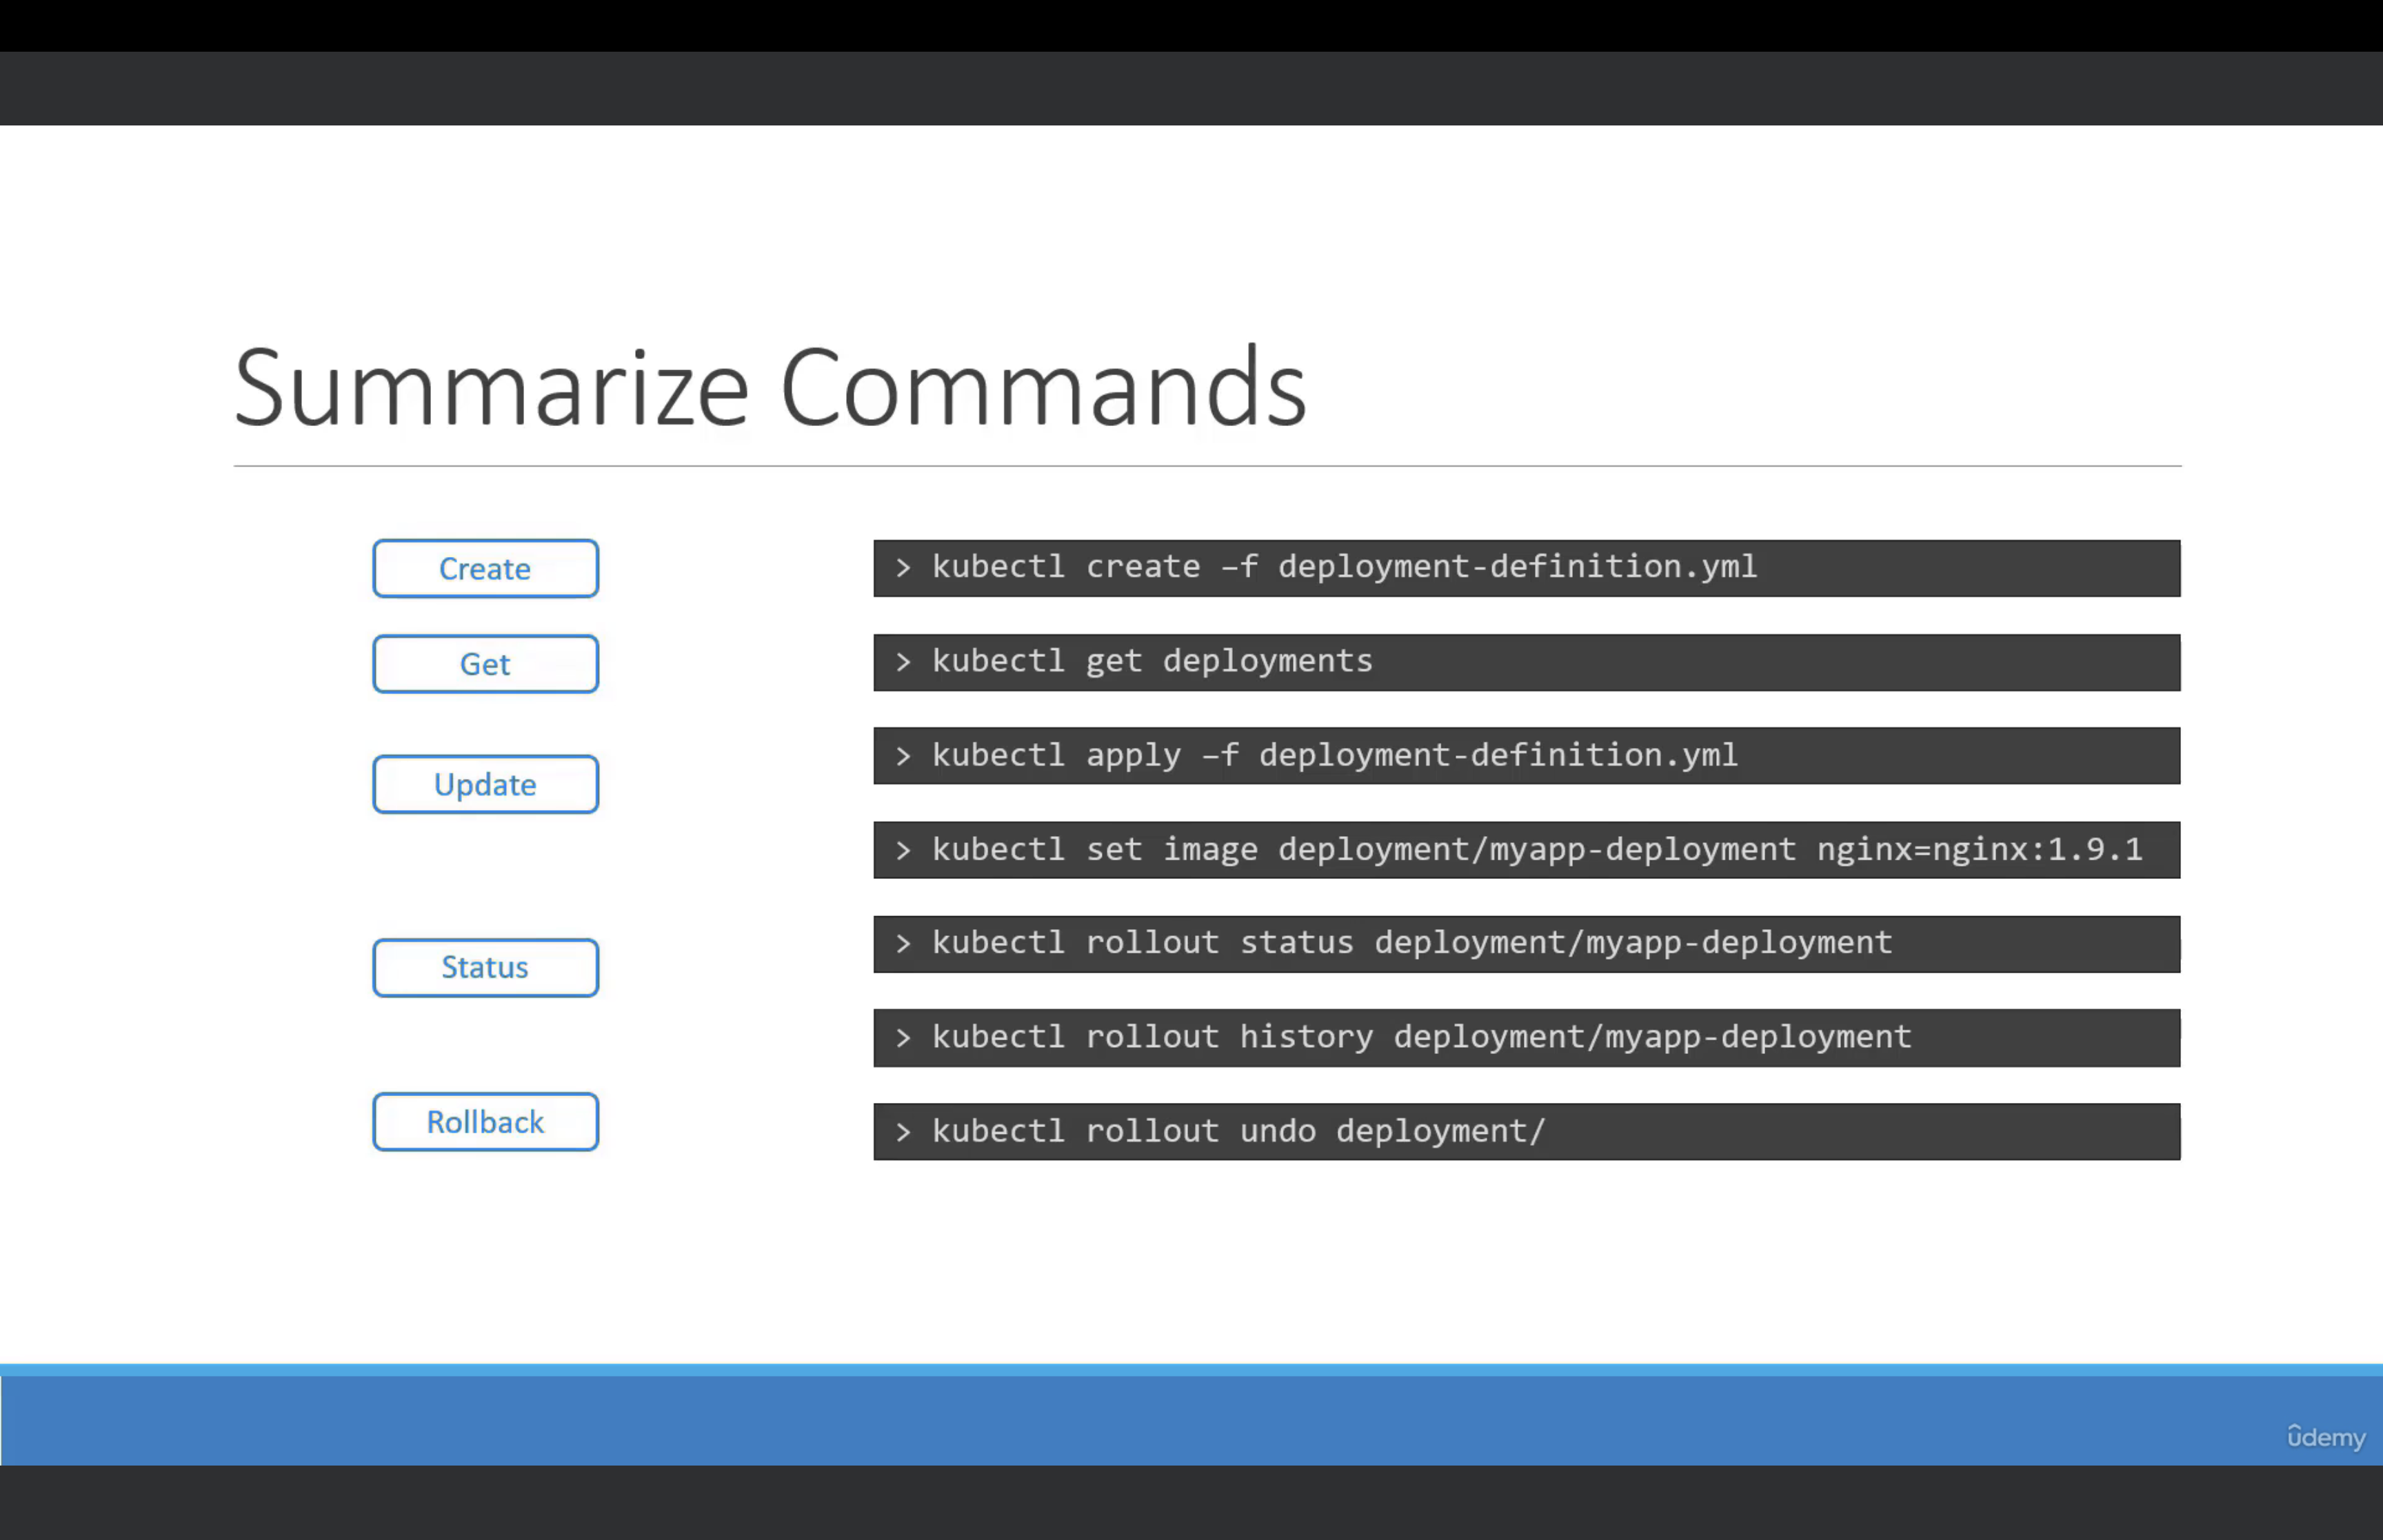 Summarize Commands
Create
> kubectl create –f deployment-definition.yml
Get
> kubectl get deployments
Update
> kubectl apply –f deployment-definition.yml
> kubectl set image deployment/myapp-deployment nginx=nginx:1.9.1
Status
> kubectl rollout status deployment/myapp-deployment
> kubectl rollout history deployment/myapp-deployment
Rollback
> kubectl rollout undo deployment/
ûdemy